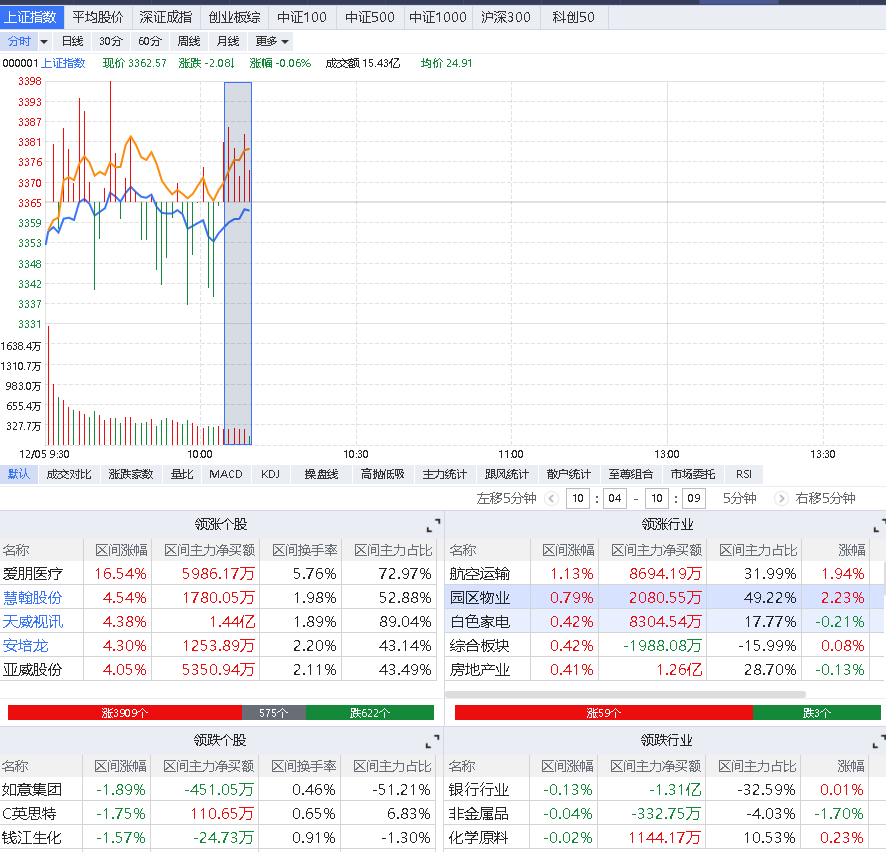 上证指数 平均股价 深证成指 创业板综 中证100 中证500 中证1000 沪深300 科创50
分时 日线 30分 60分 周线 月线 更多
000001 上证指数 现价 3362.57 涨跌 -2.08↓ 涨幅 -0.06% 成交额 15.43亿 均价 24.91
3398
3393
3387
3381
3376
3370
3365
3359
3353
3348
3342
3337
3331
1638.4万
1310.7万
983.0万
655.4万
327.7万
12/05 9:30 10:00 10:30 11:00 13:00 13:30
默认 成交对比 涨跌家数 量比 MACD KDJ 操盘线 高抛低吸 主力统计 跟风统计 散户统计 至尊组合 市场委托 RSI
左移5分钟 10 : 04 - 10 : 09 5分钟 右移5分钟
领涨个股 领涨行业
名称 区间涨幅 区间主力净买额 区间换手率 区间主力占比 名称 区间涨幅 区间主力净买额 区间主力占比 涨幅
爱朋医疗 16.54% 5986.17万 5.76% 72.97% 航空运输 1.13% 8694.19万 31.99% 1.94%
慧翰股份 4.54% 1780.05万 1.98% 52.88% 园区物业 0.79% 2080.55万 49.22% 2.23%
天威视讯 4.38% 1.44亿 1.89% 89.04% 白色家电 0.42% 8304.54万 17.77% -0.21%
安培龙 4.30% 1253.89万 2.20% 43.14% 综合板块 0.42% -1988.08万 -15.99% 0.08%
亚威股份 4.05% 5350.94万 2.11% 43.49% 房地产业 0.41% 1.26亿 28.70% -0.13%
涨3909个 575个 跌622个 涨59个 跌3个
领跌个股 领跌行业
名称 区间涨幅 区间主力净买额 区间换手率 区间主力占比 名称 区间涨幅 区间主力净买额 区间主力占比 涨幅
如意集团 -1.89% -451.05万 0.46% -51.21% 银行行业 -0.13% -1.31亿 -32.59% 0.01%
C英思特 -1.75% 110.65万 0.65% 6.83% 非金属品 -0.04% -332.75万 -4.03% -1.70%
钱江生化 -1.57% -24.73万 0.91% -1.30% 化学原料 -0.02% 1144.17万 10.53% 0.23%